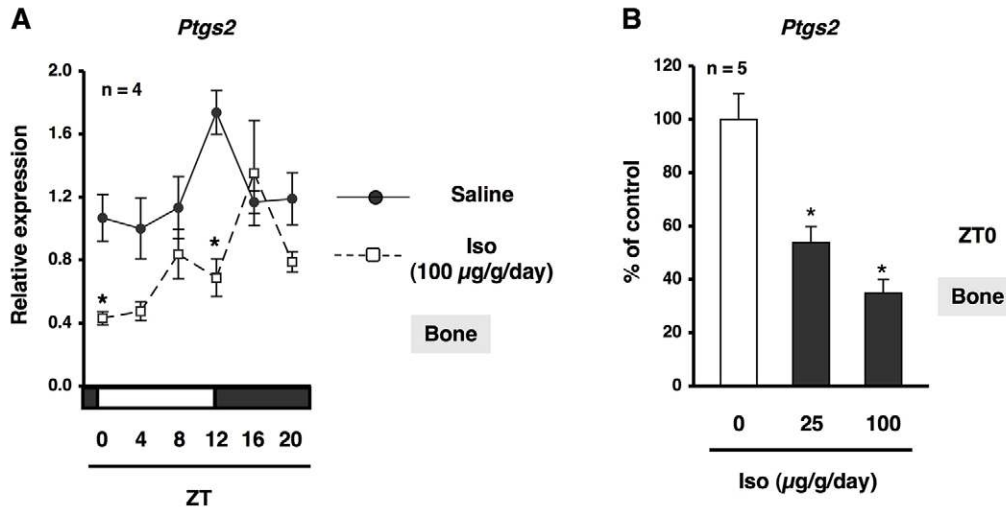 A
Ptgs2
n = 4
2.0
1.6
1.2
0.8
0.4
0.0
Relative expression
*
*
0 4 8 12 16 20
ZT
Saline
Iso
(100 µg/g/day)
Bone
B
Ptgs2
n = 5
120
100
80
60
40
20
0
% of control
*
*
0 25 100
Iso (µg/g/day)
ZT0
Bone